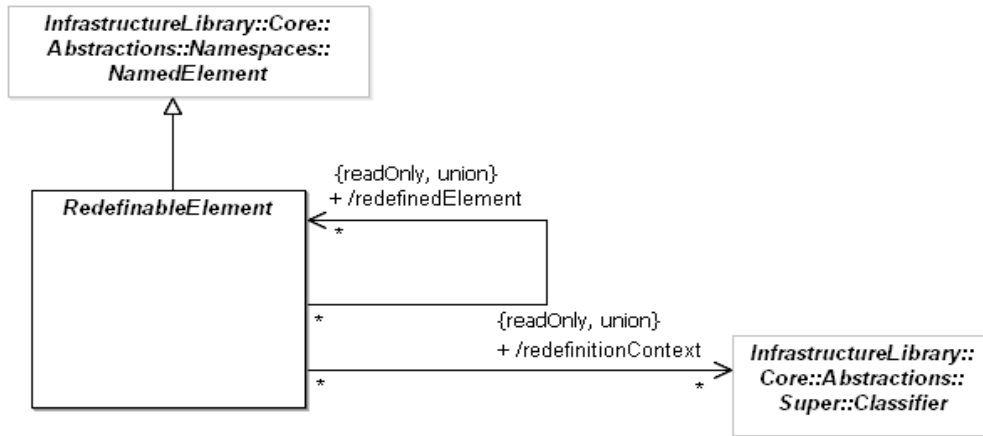 InfrastructureLibrary::Core::
Abstractions::Namespaces::
NamedElement
{readOnly, union}
+ /redefinedElement
RedefinableElement
*
*
{readOnly, union}
+ /redefinitionContext
*
*
InfrastructureLibrary::
Core::Abstractions::
Super::Classifier